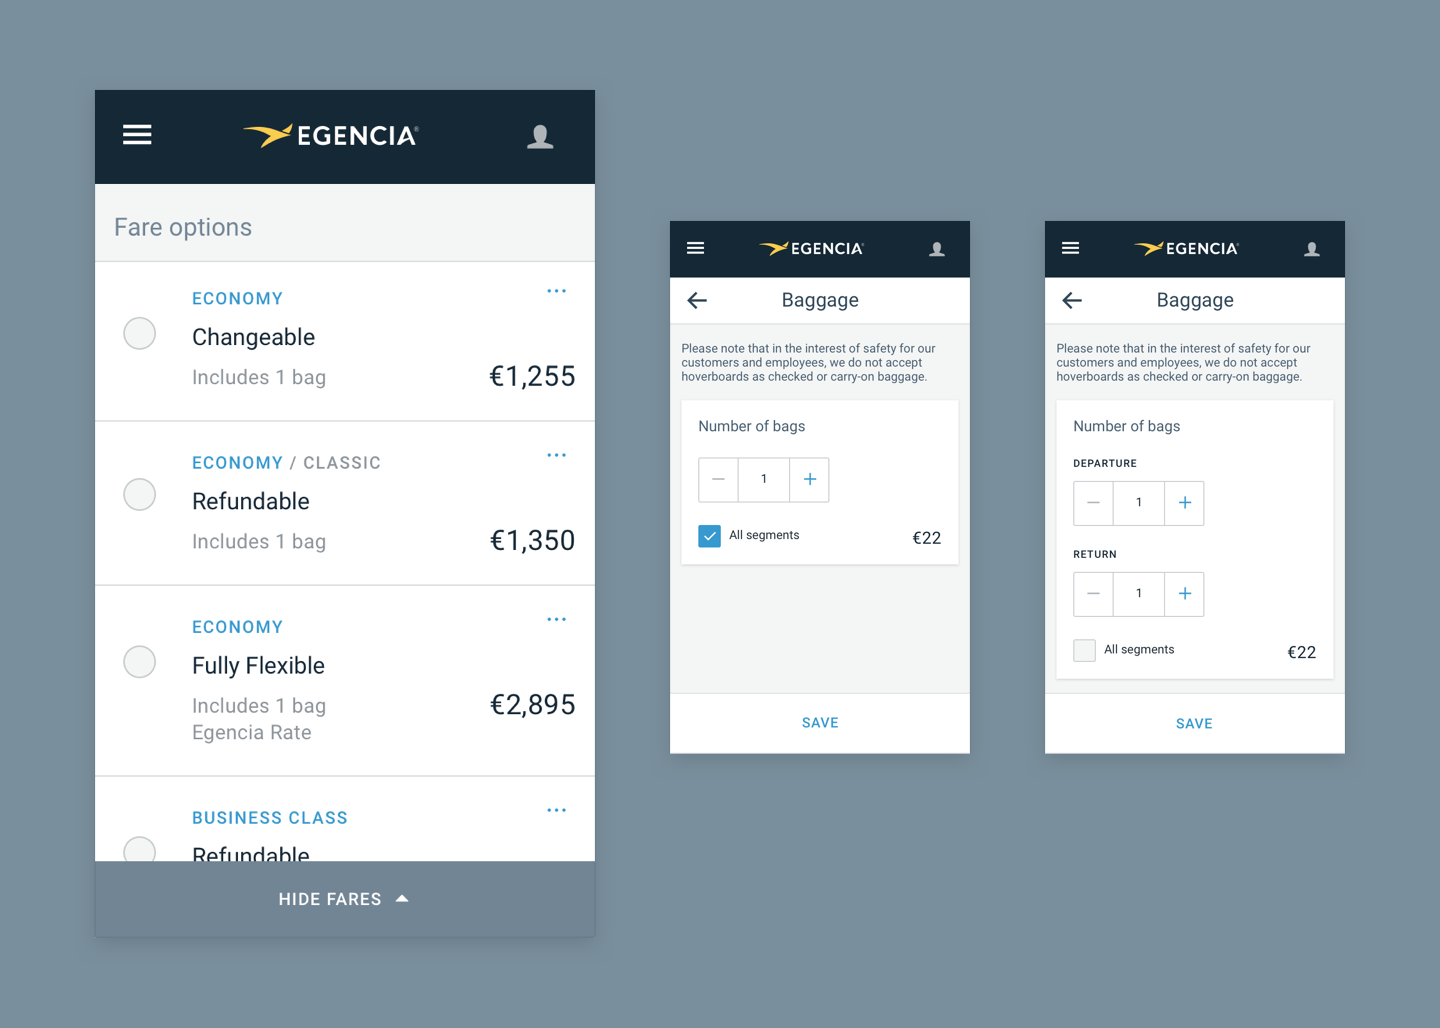 EGENCIA®
Fare options
ECONOMY
Changeable
Includes 1 bag
€1,255
ECONOMY / CLASSIC
Refundable
Includes 1 bag
€1,350
ECONOMY
Fully Flexible
Includes 1 bag
€2,895
Egencia Rate
BUSINESS CLASS
Refundable
HIDE FARES
EGENCIA®
Baggage
Please note that in the interest of safety for our
customers and employees, we do not accept
hoverboards as checked or carry-on baggage.
Number of bags
1
All segments
€22
SAVE
EGENCIA®
Baggage
Please note that in the interest of safety for our
customers and employees, we do not accept
hoverboards as checked or carry-on baggage.
Number of bags
DEPARTURE
1
RETURN
1
All segments
€22
SAVE